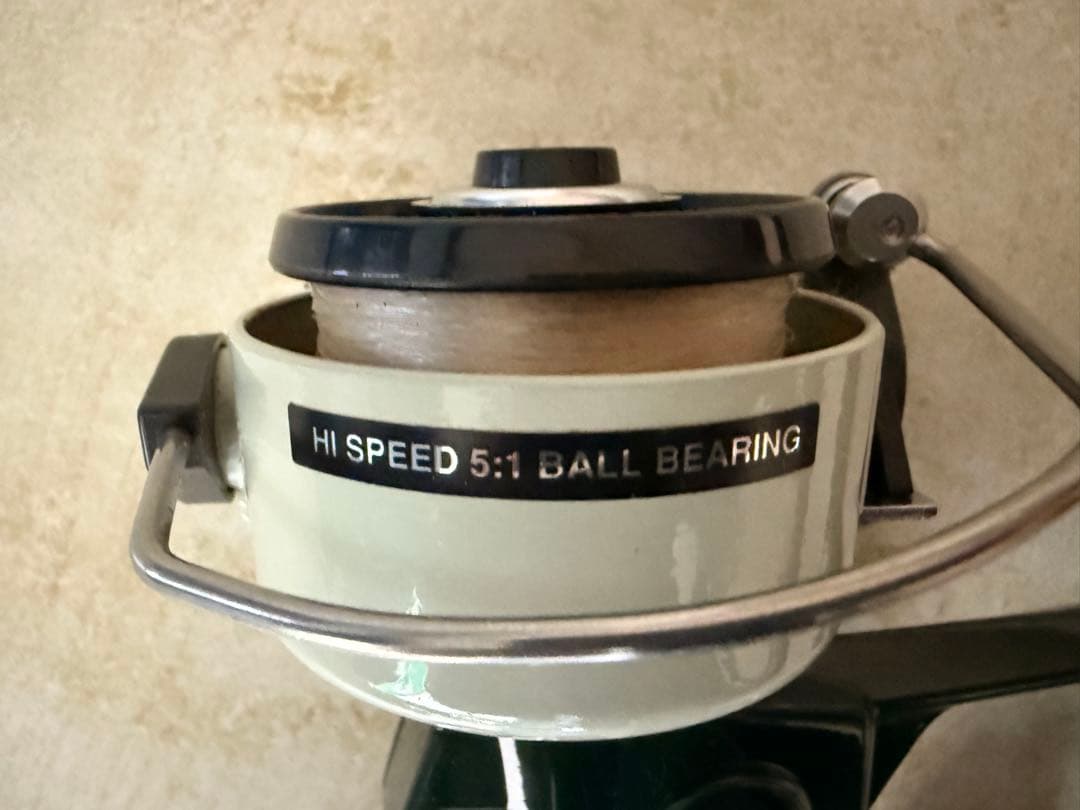 HI SPEED 5:1 BALL BEARING